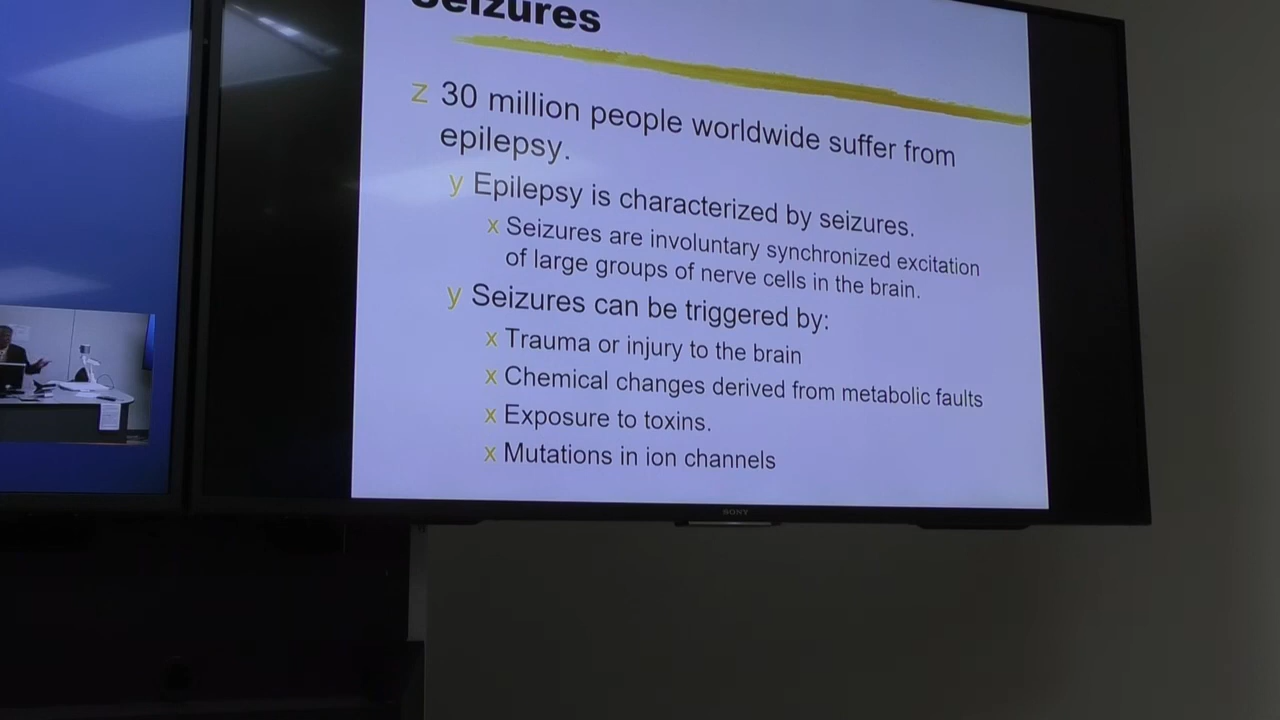 Seizures
z 30 million people worldwide suffer from
epilepsy.
y Epilepsy is characterized by seizures.
x Seizures are involuntary synchronized excitation
of large groups of nerve cells in the brain.
y Seizures can be triggered by:
x Trauma or injury to the brain
x Chemical changes derived from metabolic faults
x Exposure to toxins.
x Mutations in ion channels
SONY